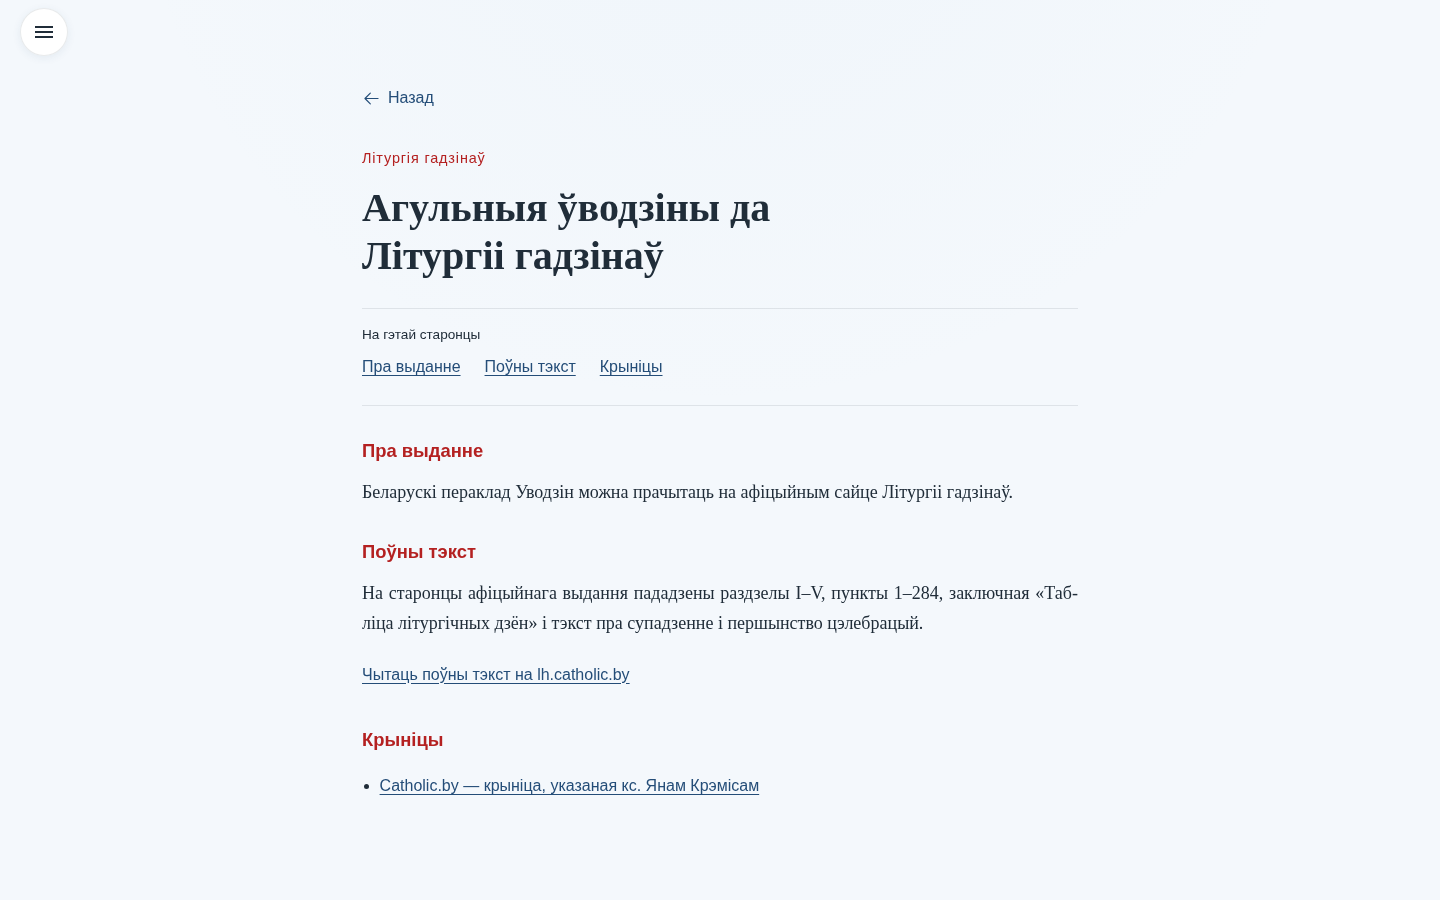 Назад
Літургія гадзінаў
Агульныя ўводзіны да
Літургіі гадзінаў
На гэтай старонцы
Пра выданне Поўны тэкст Крыніцы
Пра выданне
Беларускі пераклад Уводзін можна прачытаць на афіцыйным сайце Літургіі гадзінаў.
Поўны тэкст
На старонцы афіцыйнага выдання пададзены раздзелы I–V, пункты 1–284, заключная «Таб-
ліца літургічных дзён» і тэкст пра супадзенне і першынство цэлебрацый.
Чытаць поўны тэкст на lh.catholic.by
Крыніцы
• Catholic.by — крыніца, указаная кс. Янам Крэмісам